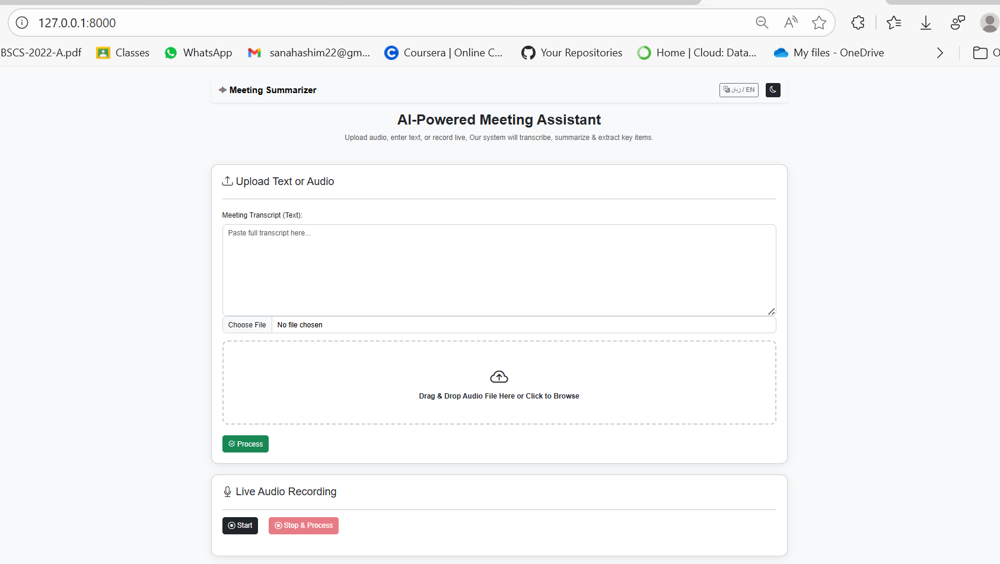 127.0.0.1:8000
BSCS-2022-A.pdf Classes WhatsApp sanahashim22@gm... Coursera | Online C... Your Repositories Home | Cloud: Data... My files - OneDrive O
Meeting Summarizer زبان / EN
AI-Powered Meeting Assistant
Upload audio, enter text, or record live, Our system will transcribe, summarize & extract key items.
Upload Text or Audio
Meeting Transcript (Text):
Paste full transcript here...
Choose File No file chosen
Drag & Drop Audio File Here or Click to Browse
Process
Live Audio Recording
Start Stop & Process